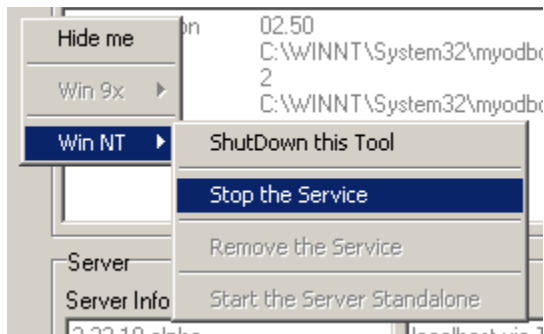 Hide me
02.50
C:\WINNT\System32\myodbc
2
Win 9x
C:\WINNT\System32\myodbc
Win NT
ShutDown this Tool
Stop the Service
Remove the Service
Server
Server Info
Start the Server Standalone